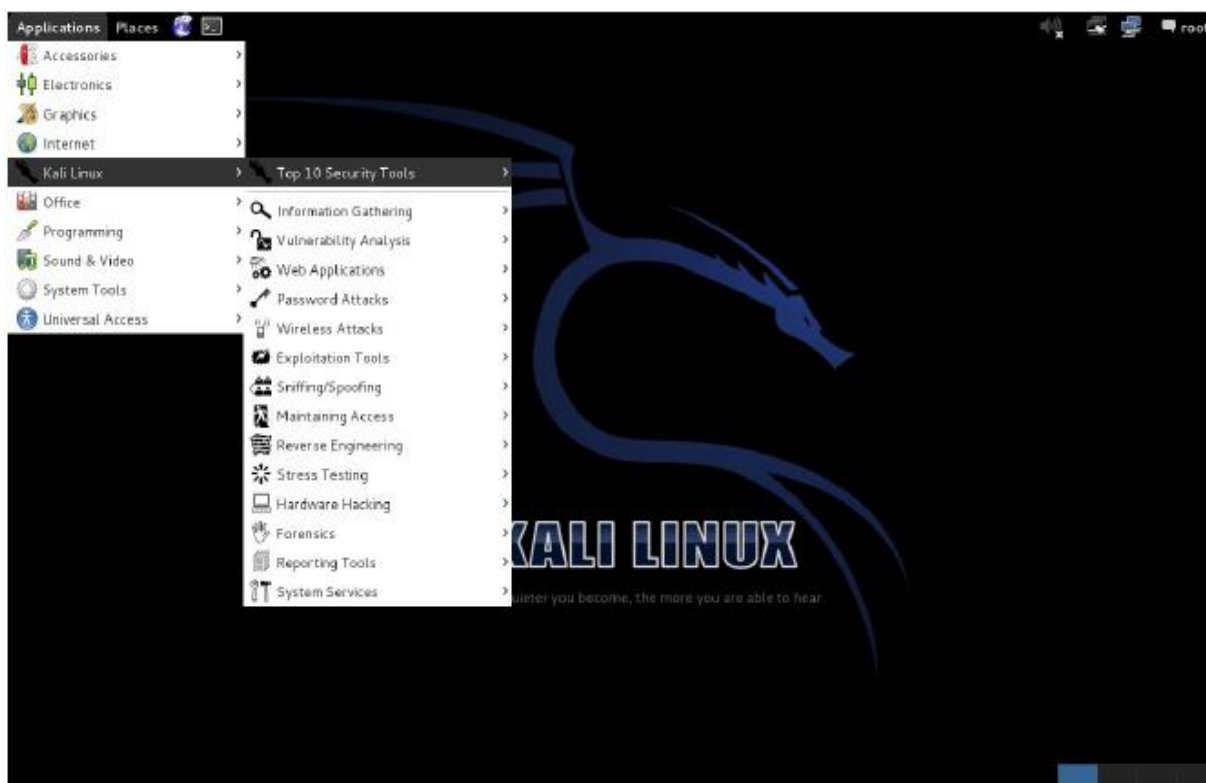 Applications Places root
Accessories
Electronics
Graphics
Internet
Kali Linux
Office
Programming
Sound & Video
System Tools
Universal Access
Top 10 Security Tools
Information Gathering
Vulnerability Analysis
Web Applications
Password Attacks
Wireless Attacks
Exploitation Tools
Sniffing/Spoofing
Maintaining Access
Reverse Engineering
Stress Testing
Hardware Hacking
Forensics
Reporting Tools
System Services
KALI LINUX
uieter you become, the more you are able to hear